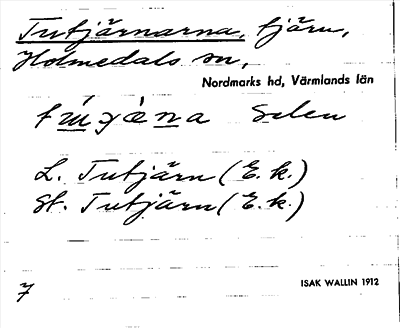 Tutjärnarna, tjärn,
Holmedals sn,
Nordmarks hd, Värmlands län
Selen
L. Tutjärn (E. k.)
St. Tutjärn (E. k.)
7
ISAK WALLIN 1912